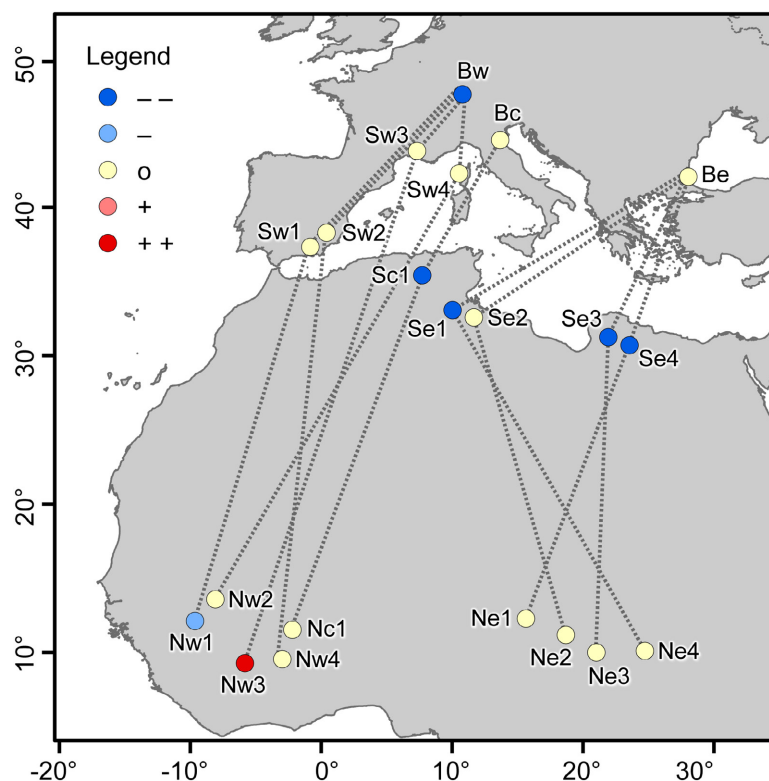 Legend
– –
–
o
+
+ +
50°
40°
30°
20°
10°
Bw
Bc
Sw3
Sw4
Be
Sw1
Sw2
Sc1
Se1
Se2
Se3
Se4
Nw2
Nw1
Nc1
Nw4
Nw3
Ne1
Ne2
Ne3
Ne4
-20°
-10°
0°
10°
20°
30°